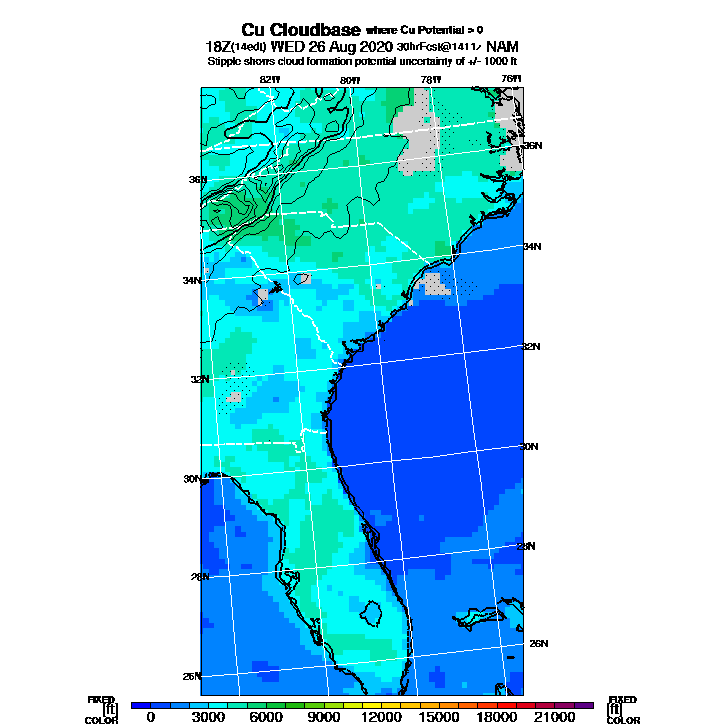 Cu Cloudbase where Cu Potential > 0
18Z(14edt) WED 26 Aug 2020 NAM
Stipple shows cloud formation potential uncertainty of +/- 1000 ft
82W 80W 78W 76W
36N
36N
34N
34N
32N
32N
30N
30N
28N
28N
26N
26N
FIXED FIXED
[ft] [ft]
COLOR COLOR
0 3000 6000 9000 12000 15000 18000 21000